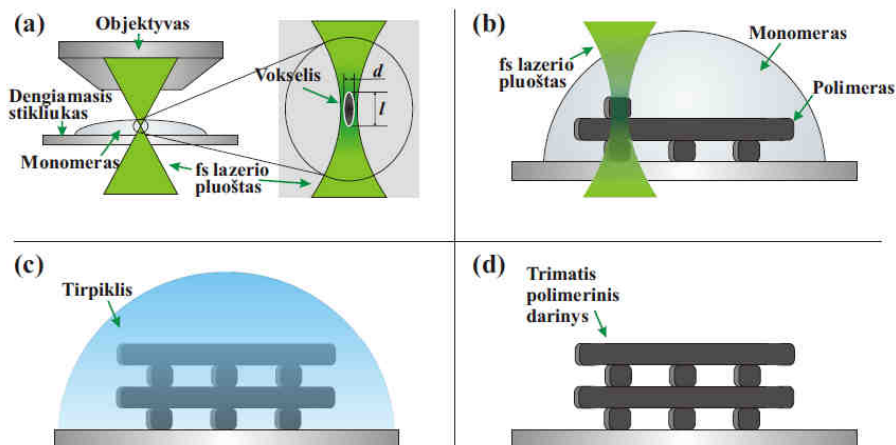 (a)
Objektyvas
Dengiamasis
stikliukas
Monomeras
Vokselis
d
l
fs lazerio
pluoštas
(b)
fs lazerio
pluoštas
Monomeras
Polimeras
(c)
Tirpiklis
(d)
Trimatis
polimerinis
darinys